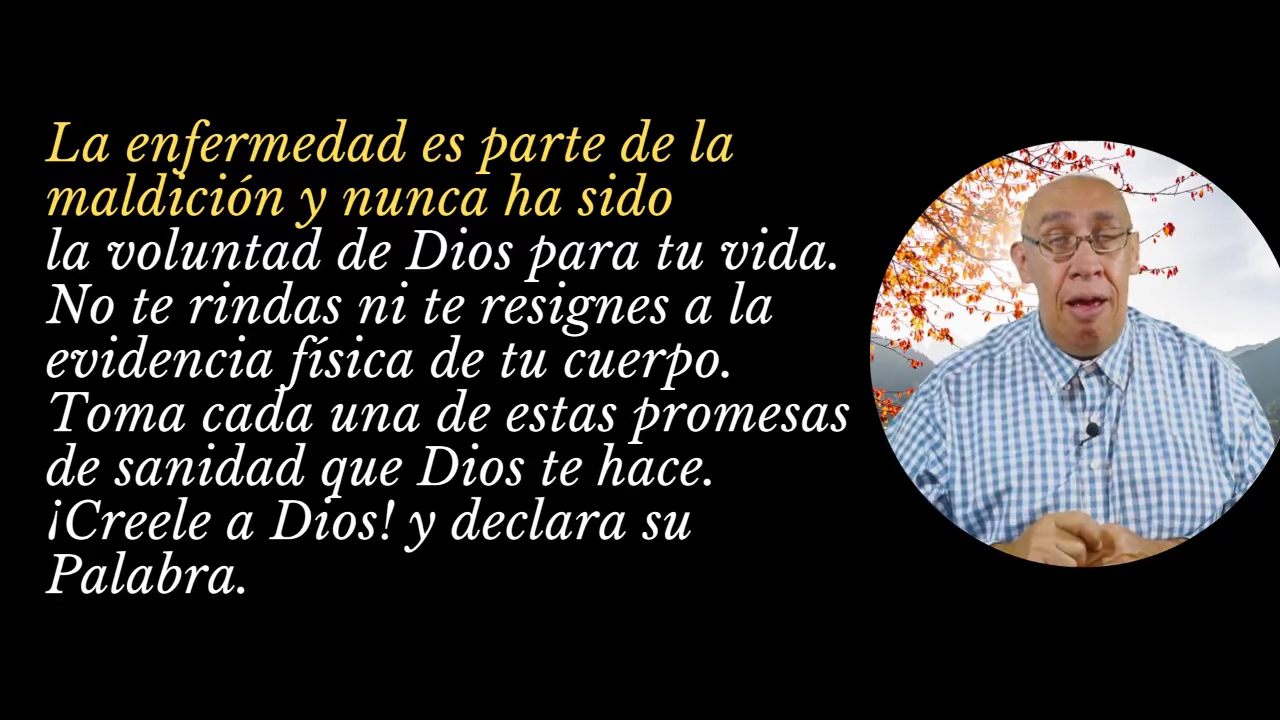 La enfermedad es parte de la
maldición y nunca ha sido
la voluntad de Dios para tu vida.
No te rindas ni te resignes a la
evidencia física de tu cuerpo.
Toma cada una de estas promesas
de sanidad que Dios te hace.
¡Creele a Dios! y declara su
Palabra.